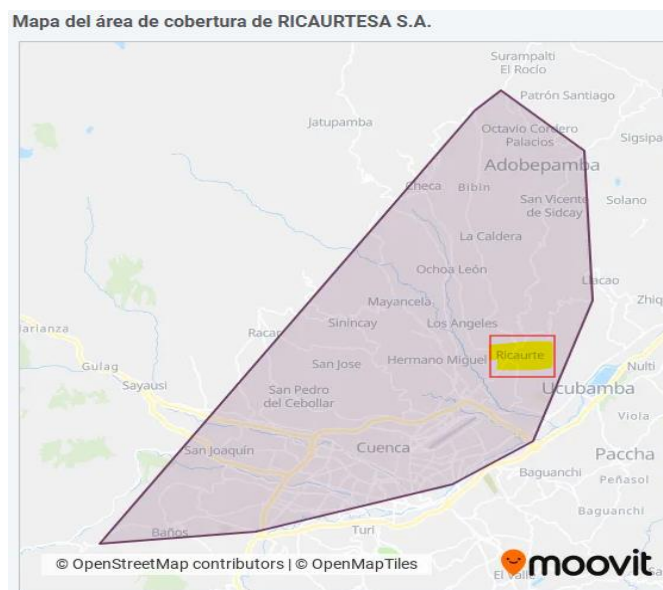 Mapa del área de cobertura de RICAURTESA S.A.
Surampalti
El Rocío
Patrón Santiago
Jatupamba
Octavio Cordero
Palacios
Sigsipa
Adobepamba
Checa
Bibín
San Vicente
de Sidcay
Solano
La Caldera
Ochoa León
Llacao
Mayancela
Zhiq
Sinincay
Los Angeles
Racar
Ricaurte
Hermano Miguel
San Jose
Nulti
Gulag
Sayausi
San Pedro
del Cebollar
Ucubamba
Viola
San Joaquín
Cuenca
Paccha
Baguanchi
Peñasol
Baguanchi
Baños
Turi
El Valle
© OpenStreetMap contributors | © OpenMapTiles
moovit